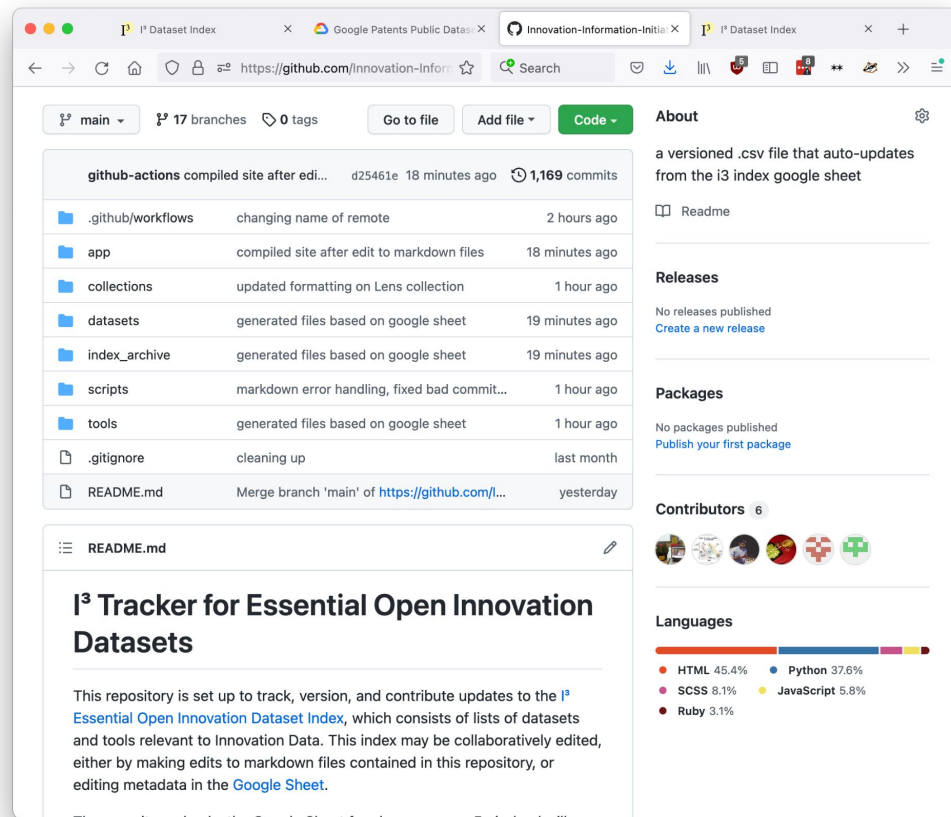 I³ I³ Dataset Index
Google Patents Public Datas
Innovation-Information-Initiat
I³ I³ Dataset Index
https://github.com/Innovation-Inform
Search
5
8
main
17 branches
0 tags
Go to file
Add file
Code
github-actions compiled site after edi... d25461e 18 minutes ago 1,169 commits
.github/workflows changing name of remote 2 hours ago
app compiled site after edit to markdown files 18 minutes ago
collections updated formatting on Lens collection 1 hour ago
datasets generated files based on google sheet 19 minutes ago
index_archive generated files based on google sheet 19 minutes ago
scripts markdown error handling, fixed bad commit... 1 hour ago
tools generated files based on google sheet 1 hour ago
.gitignore cleaning up last month
README.md Merge branch 'main' of https://github.com/I... yesterday
README.md
I³ Tracker for Essential Open Innovation
Datasets
This repository is set up to track, version, and contribute updates to the I³
Essential Open Innovation Dataset Index, which consists of lists of datasets
and tools relevant to Innovation Data. This index may be collaboratively edited,
either by making edits to markdown files contained in this repository, or
editing metadata in the Google Sheet.
About
a versioned .csv file that auto-updates
from the i3 index google sheet
Readme
Releases
No releases published
Create a new release
Packages
No packages published
Publish your first package
Contributors 6
Languages
HTML 45.4% Python 37.6%
SCSS 8.1% JavaScript 5.8%
Ruby 3.1%